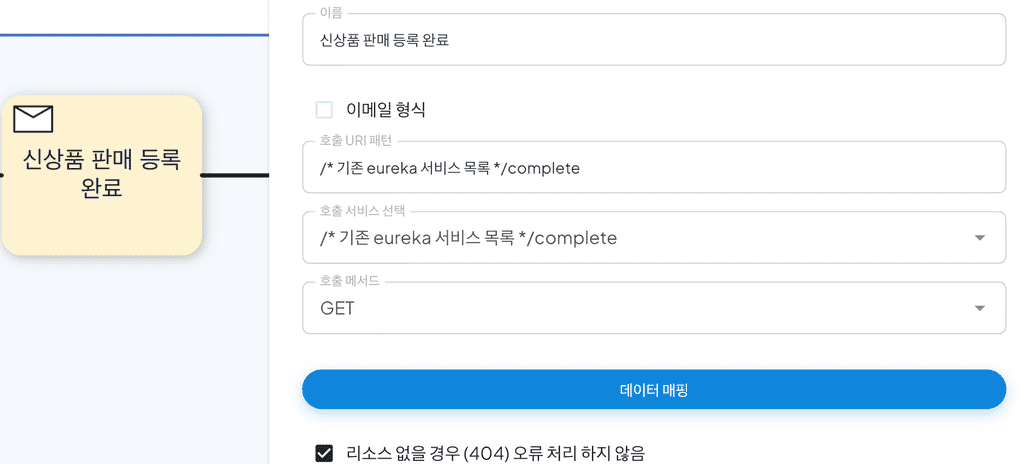 이름
신상품 판매 등록 완료
신상품 판매 등록
완료
이메일 형식
호출 URI 패턴
/* 기존 eureka 서비스 목록 */complete
호출 서비스 선택
/* 기존 eureka 서비스 목록 */complete
호출 메서드
GET
데이터 매핑
리소스 없을 경우 (404) 오류 처리 하지 않음